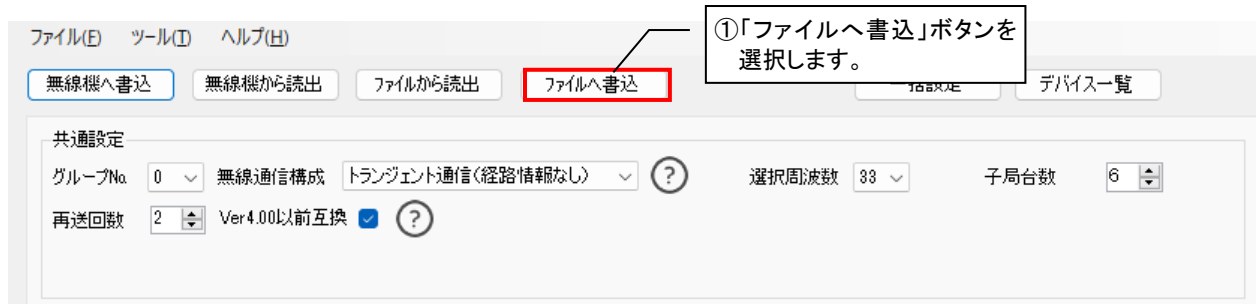 ファイル(F) ツール(T) ヘルプ(H)
①「ファイルへ書込」ボタンを
選択します。
無線機へ書込 無線機から読出 ファイルから読出 ファイルへ書込 一括設定 デバイス一覧
共通設定
グループNo. 0 無線通信構成 トランジェント通信(経路情報なし) ? 選択周波数 33 子局台数 6
再送回数 2 Ver4.00以前互換 ?